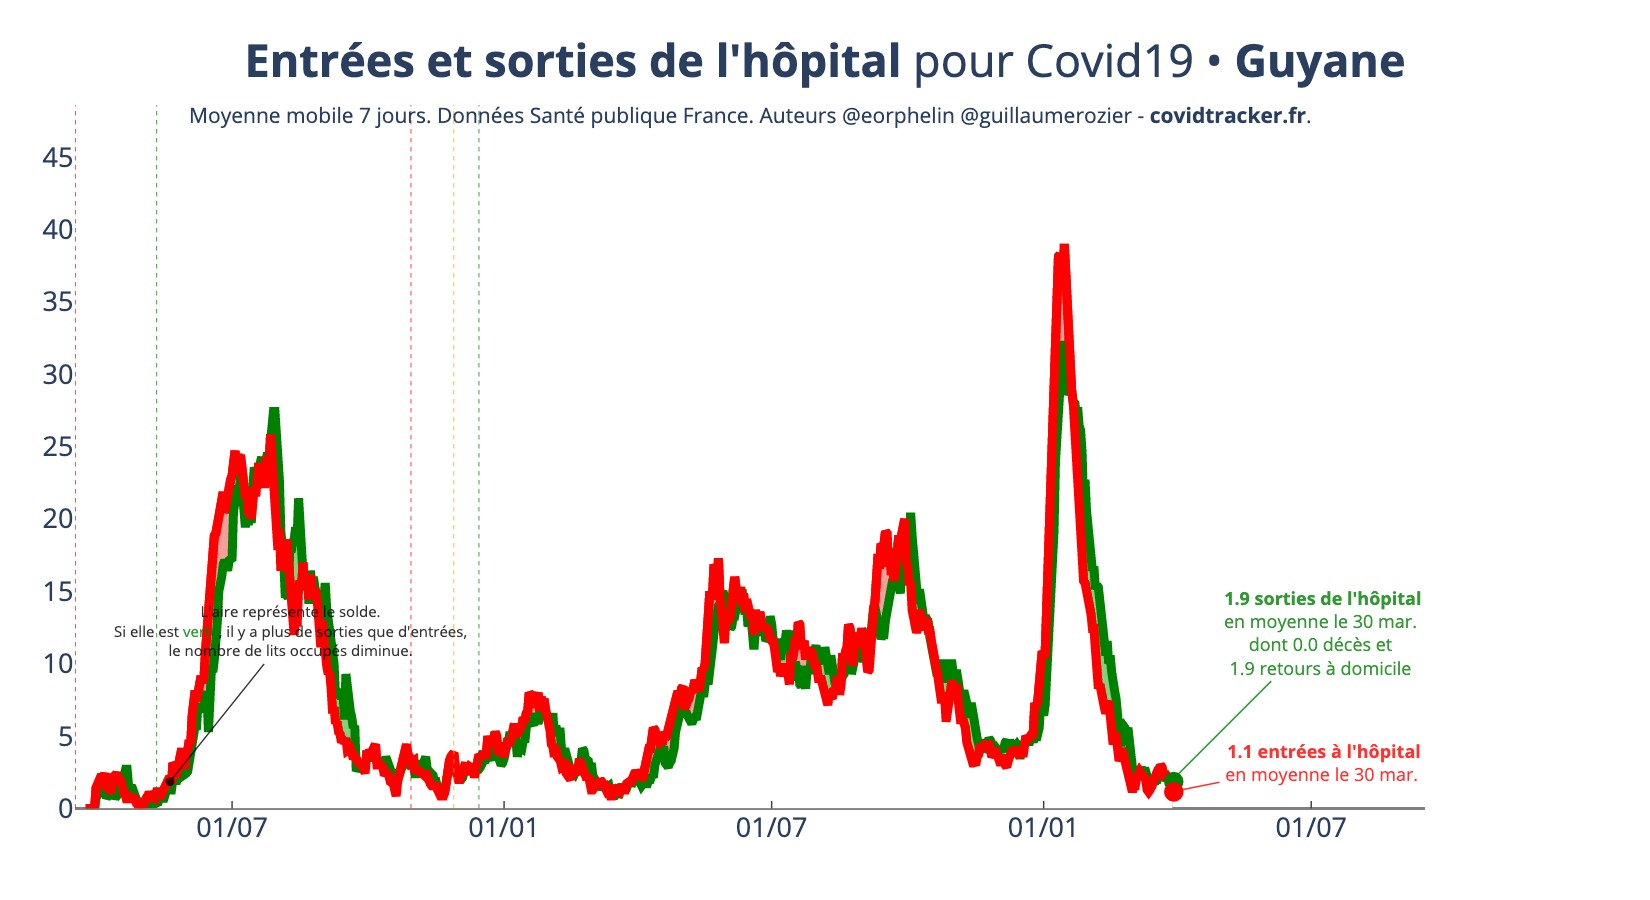 Entrées et sorties de l'hôpital pour Covid19 • Guyane
Moyenne mobile 7 jours. Données Santé publique France. Auteurs @eorphelin @guillaumerozier - covidtracker.fr.
45
40
35
30
25
20
15
10
5
0
L'aire représente le solde.
Si elle est verte, il y a plus de sorties que d'entrées,
le nombre de lits occupés diminue.
1.9 sorties de l'hôpital
en moyenne le 30 mar.
dont 0.0 décès et
1.9 retours à domicile
1.1 entrées à l'hôpital
en moyenne le 30 mar.
01/07
01/01
01/07
01/01
01/07